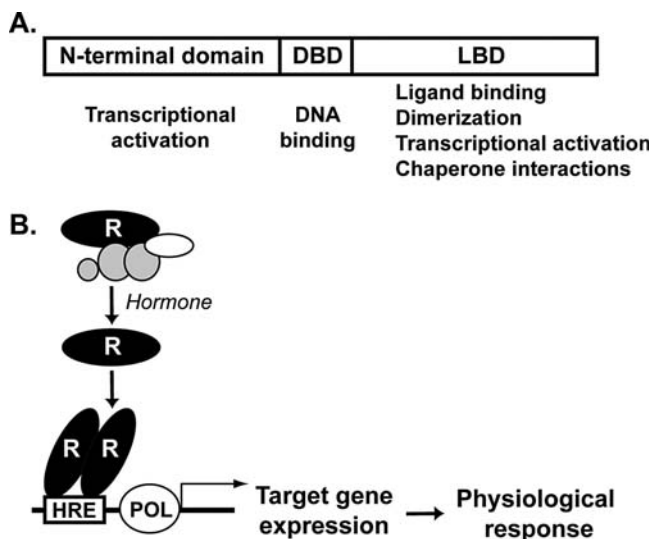 A.
N-terminal domain DBD LBD
Transcriptional
activation
DNA
binding
Ligand binding
Dimerization
Transcriptional activation
Chaperone interactions
B.
R
Hormone
R
R R
HRE POL
Target gene
expression
Physiological
response